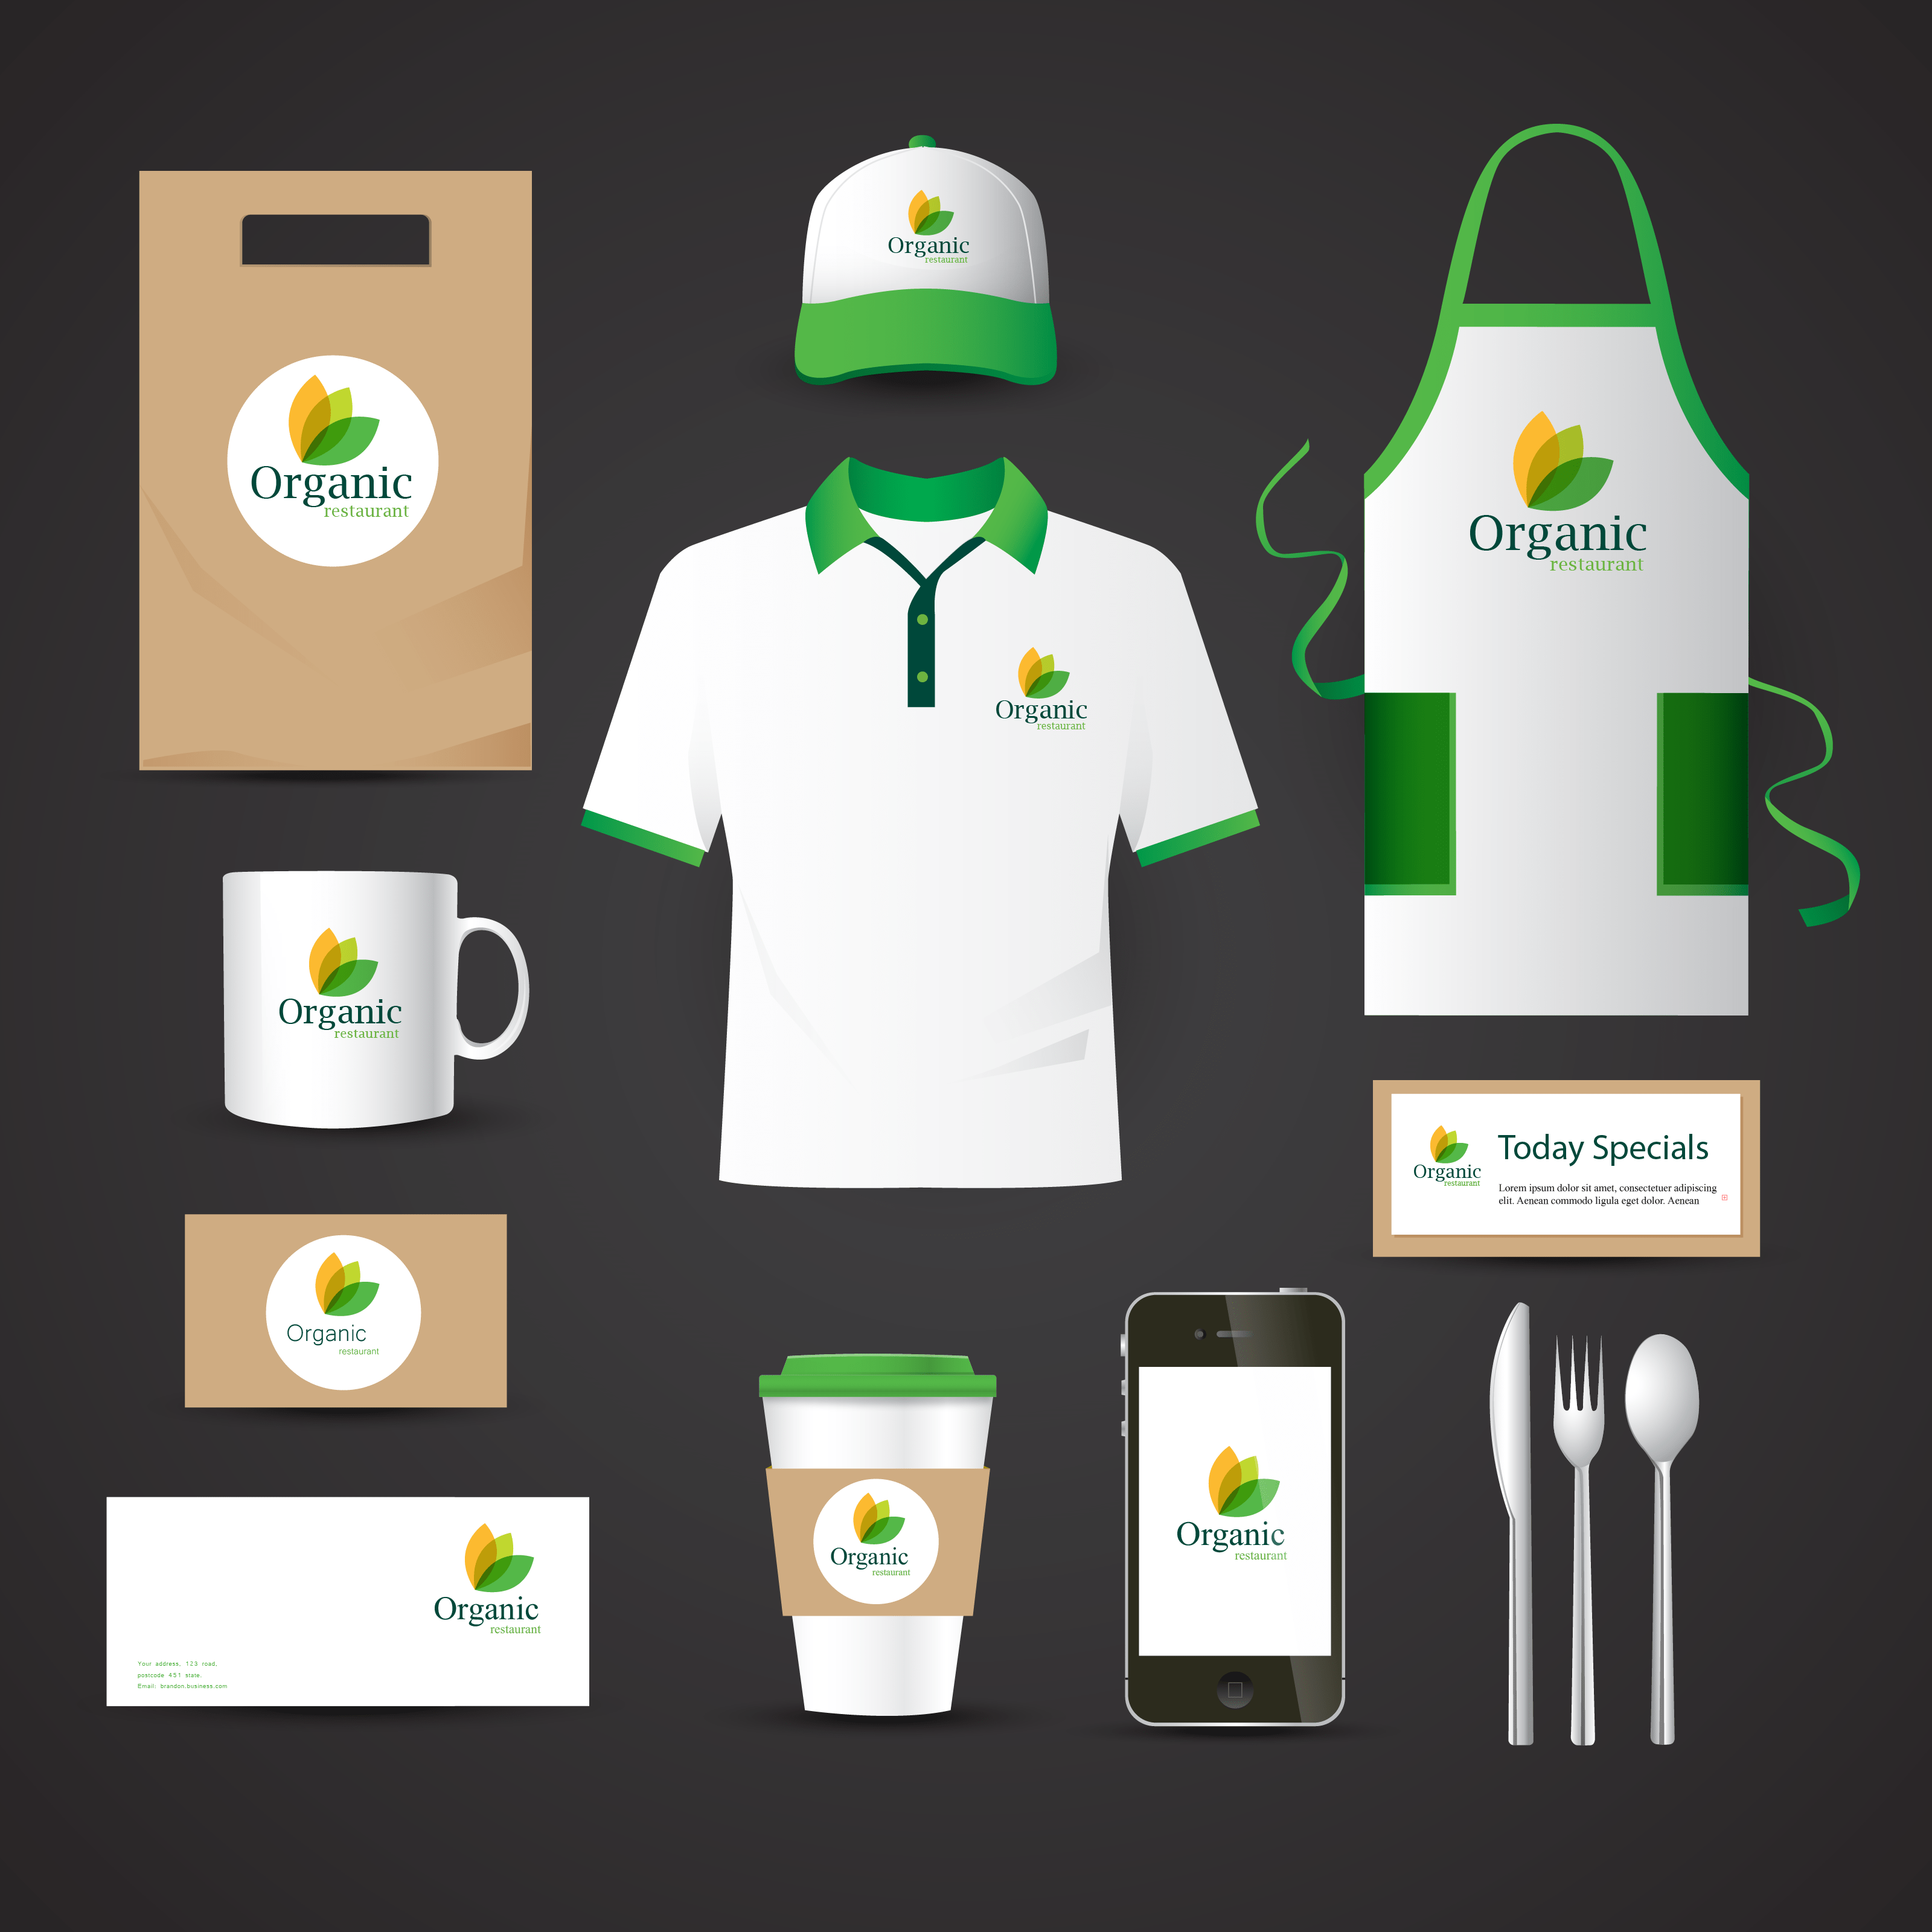 Organic
restaurant
Organic
restaurant
Organic
restaurant
Organic
restaurant
Organic
restaurant
Organic
restaurant
Today Specials
Lorem ipsum dolor sit amet, consectetuer adipiscing
elit. Aenean commodo ligula eget dolor. Aenean
Organic
restaurant
Organic
restaurant
Organic
restaurant
Organic
restaurant
Your address, 123 road,
postcode 451 state.
Email: brandon.business.com